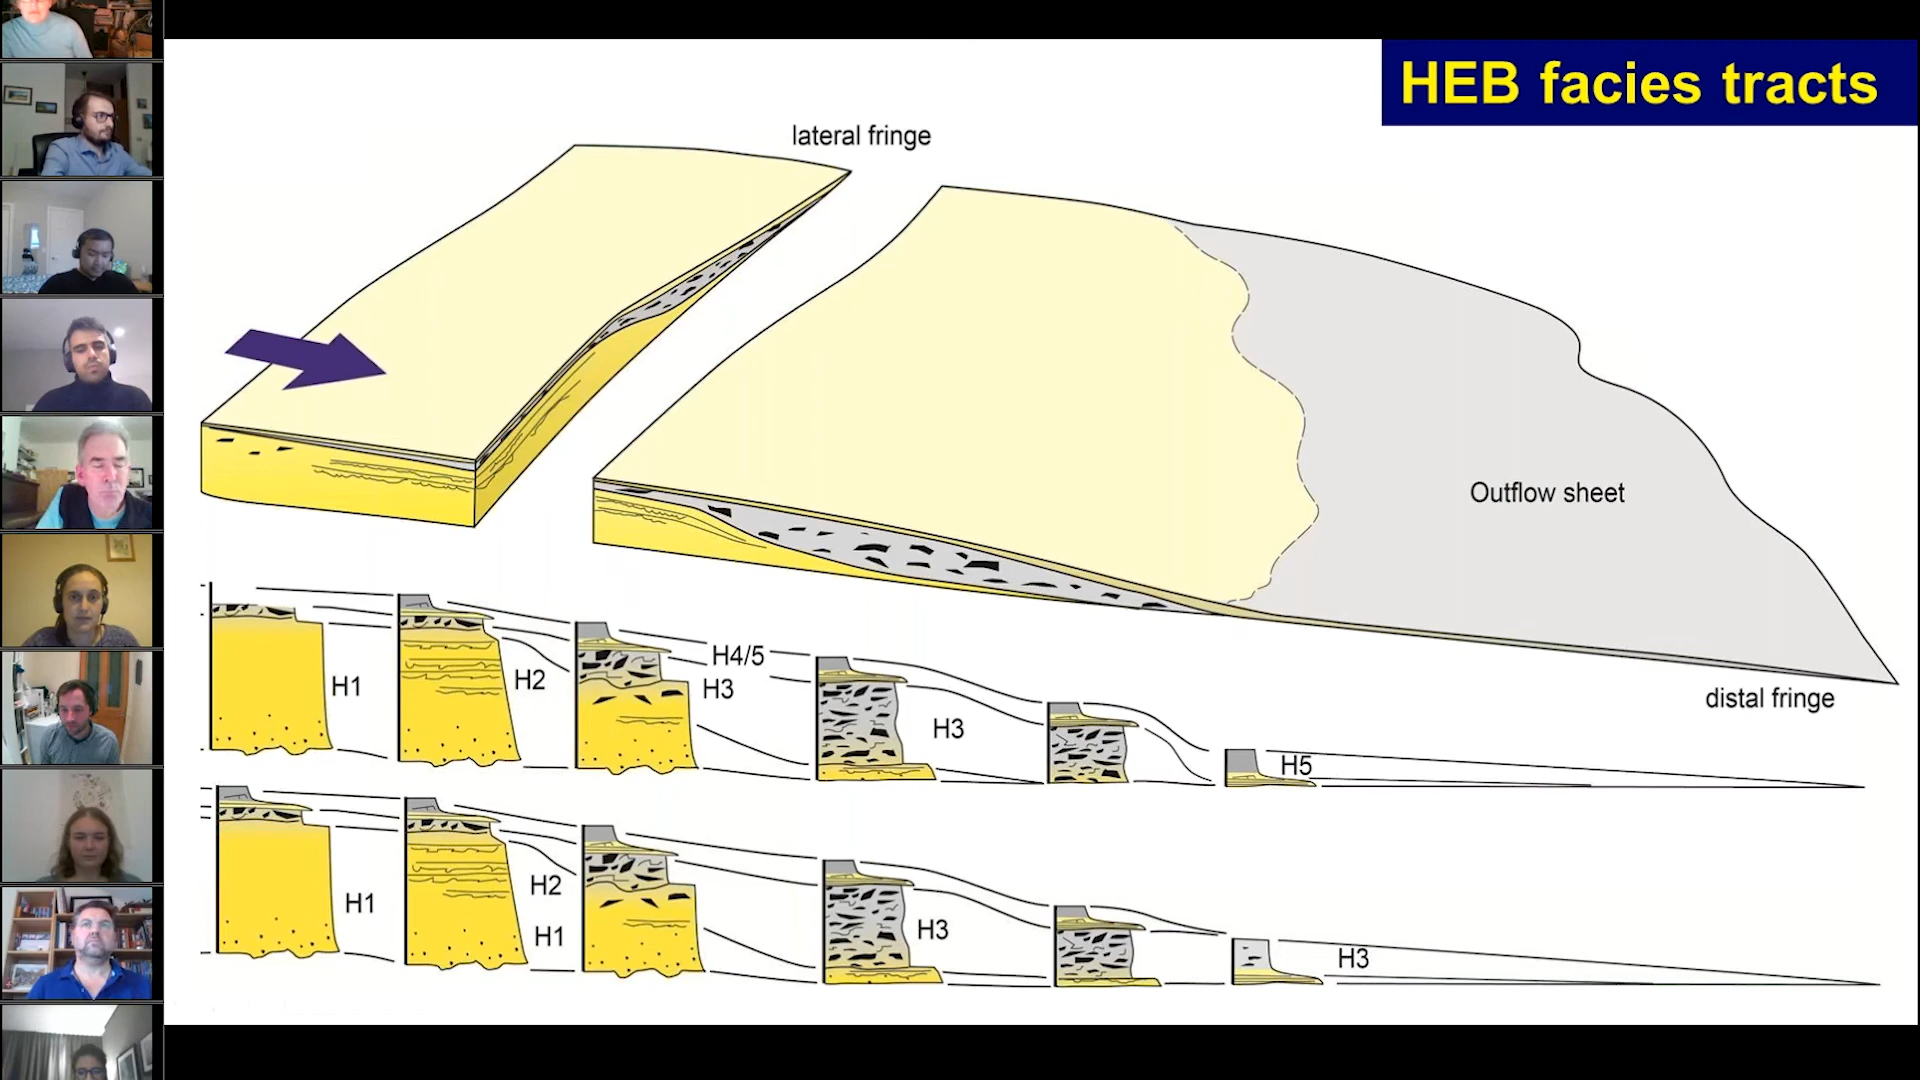 HEB facies tracts
lateral fringe
Outflow sheet
distal fringe
H1
H2
H4/5
H3
H3
H5
H1
H2
H1
H3
H3